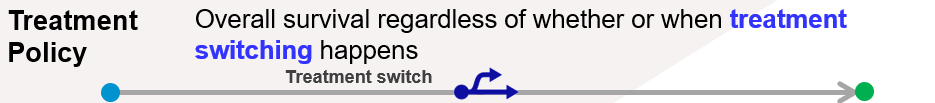 Treatment
Policy
Overall survival regardless of whether or when treatment
switching happens
Treatment switch